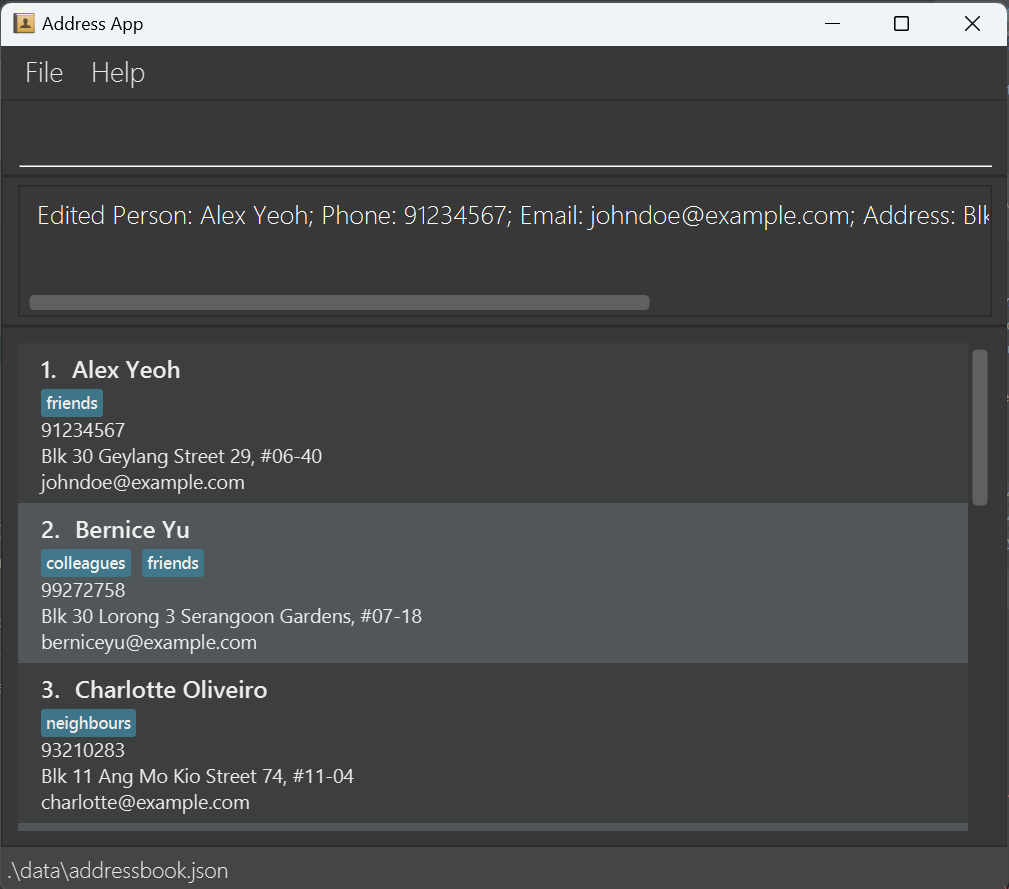 Address App
File Help
Edited Person: Alex Yeoh; Phone: 91234567; Email: johndoe@example.com; Address: Blk
1. Alex Yeoh
friends
91234567
Blk 30 Geylang Street 29, #06-40
johndoe@example.com
2. Bernice Yu
colleagues friends
99272758
Blk 30 Lorong 3 Serangoon Gardens, #07-18
berniceyu@example.com
3. Charlotte Oliveiro
neighbours
93210283
Blk 11 Ang Mo Kio Street 74, #11-04
charlotte@example.com
.\data\addressbook.json